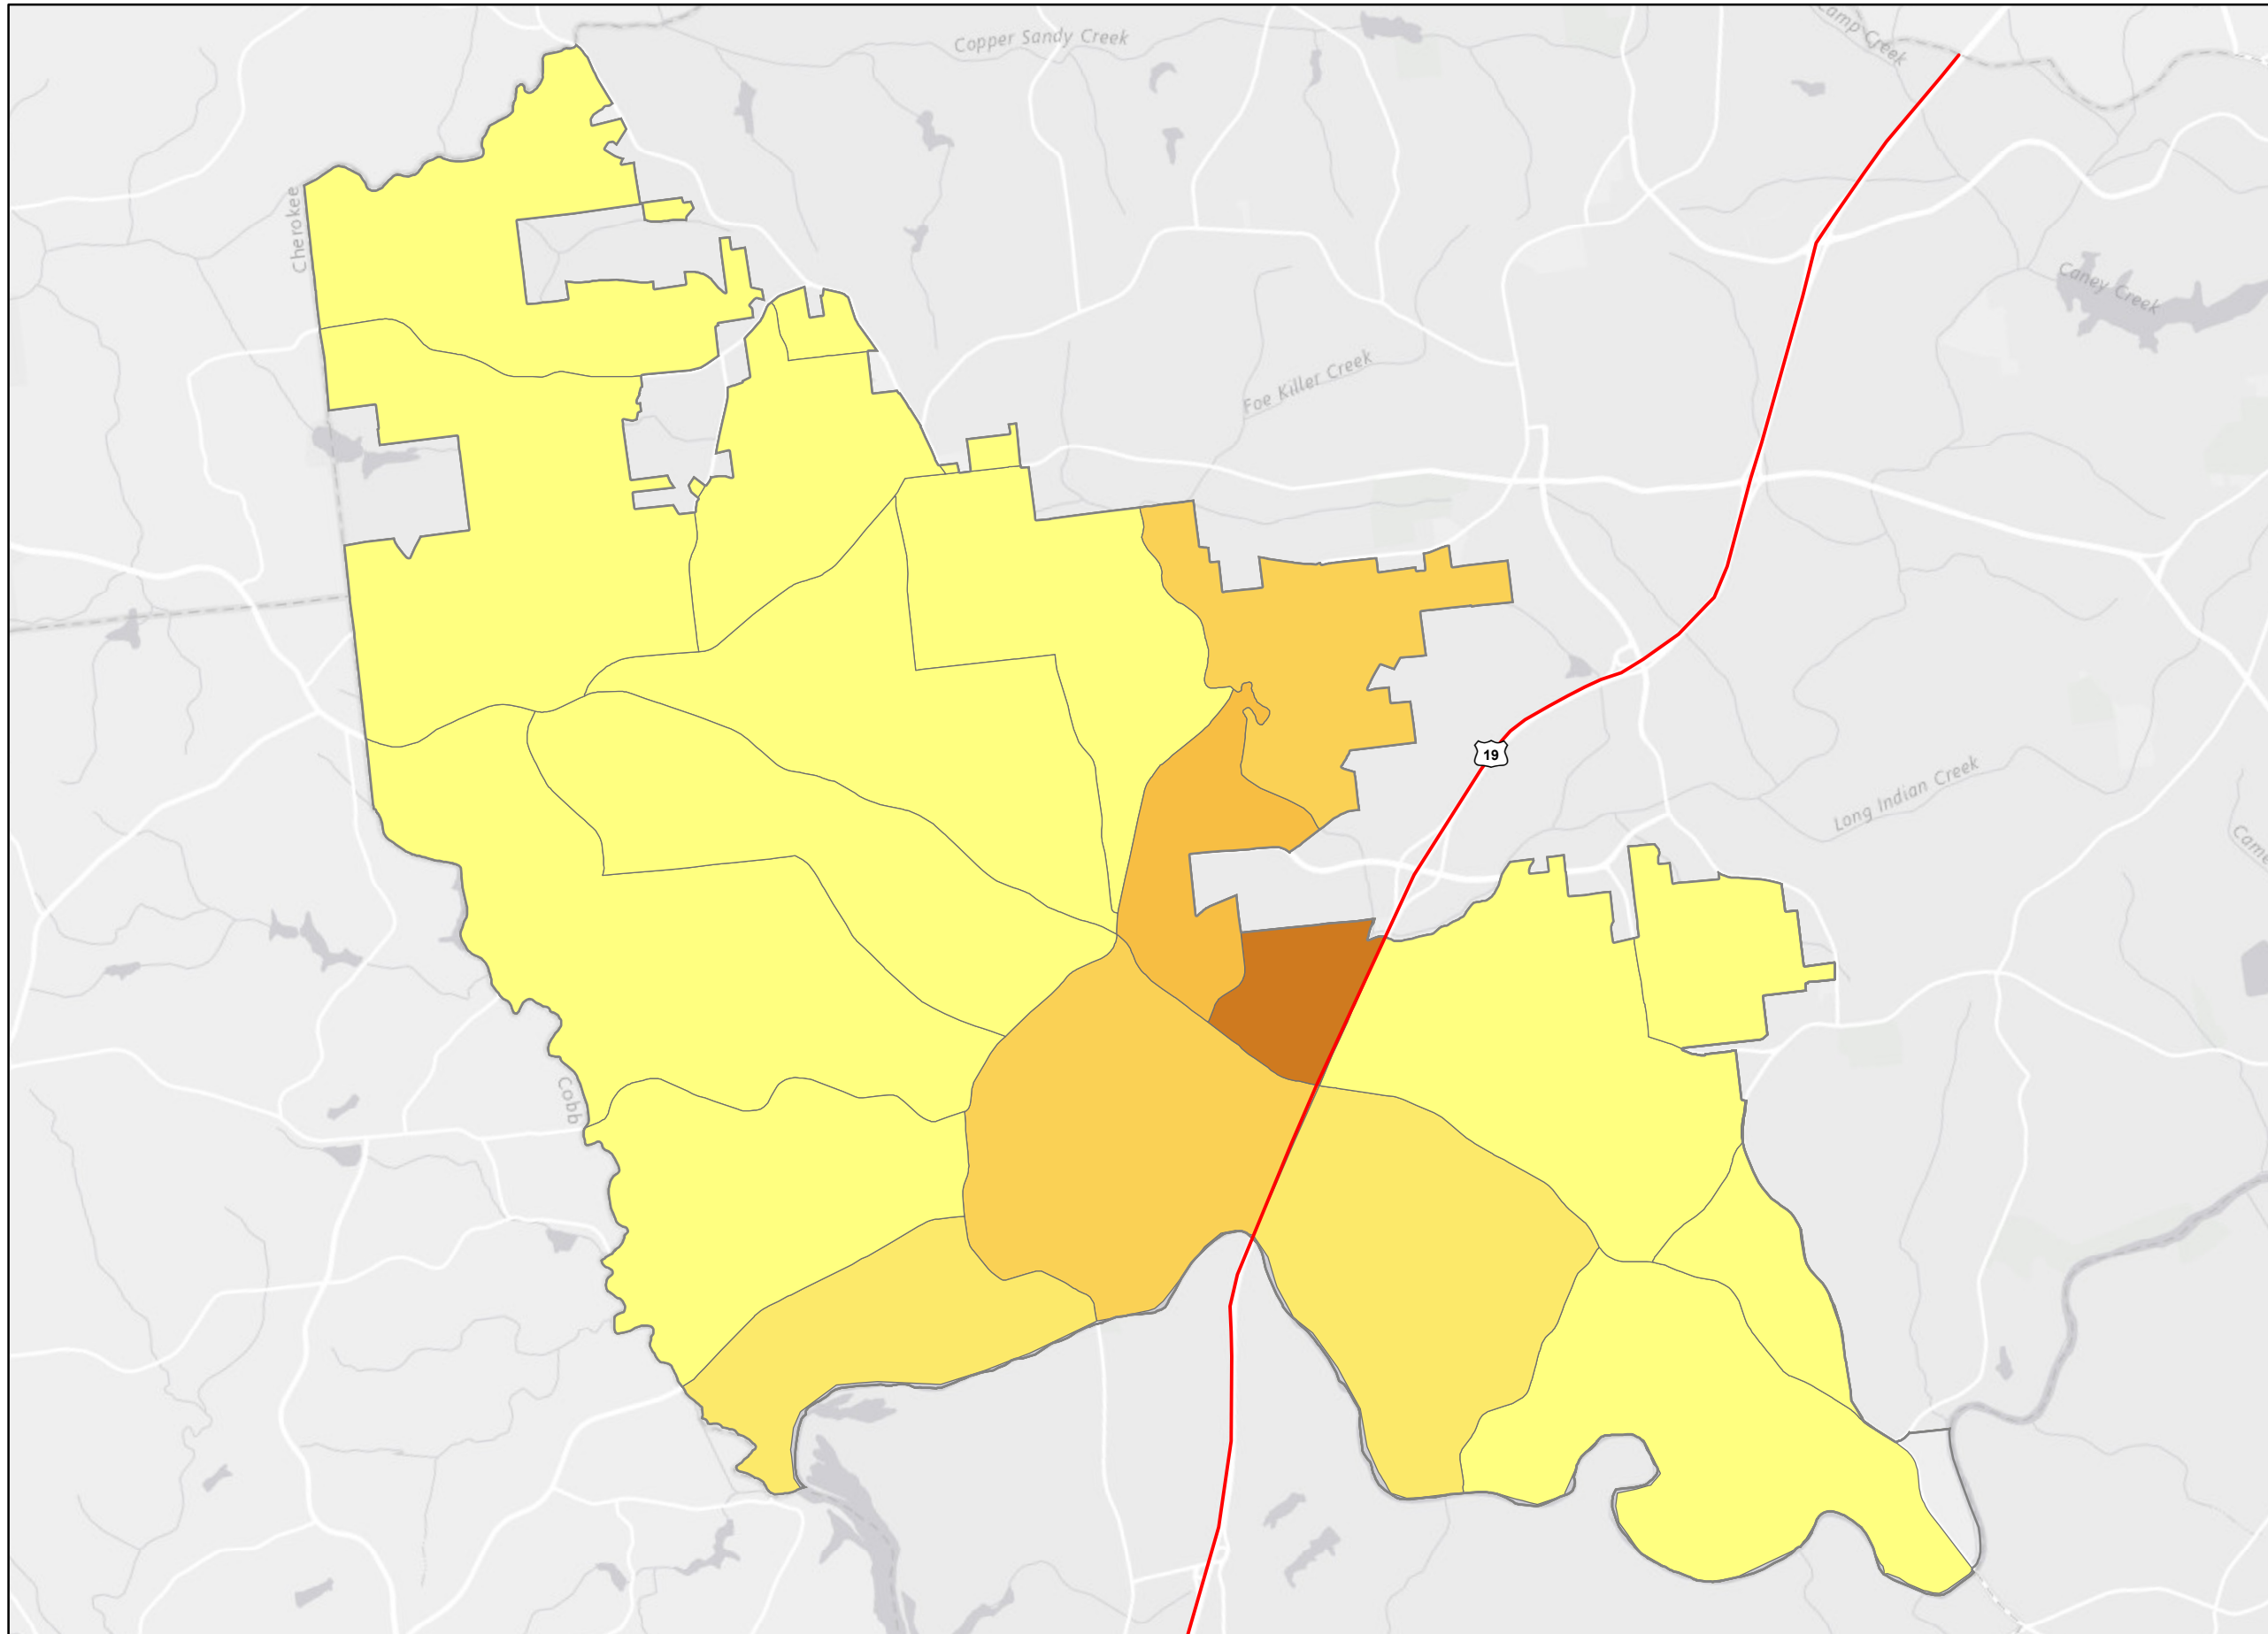 Copper Sandy Creek
Camp Creek
Cherokee
Caney Creek
Foe Killer Creek
19
Long Indian Creek
Cobb